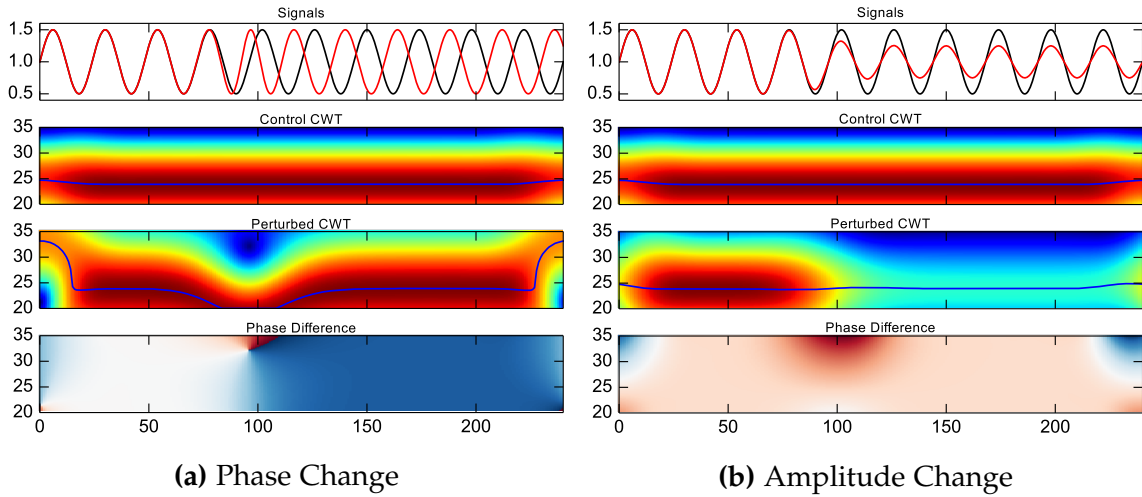 Signals
1.5
1.0
0.5
Control CWT
35
30
25
20
Perturbed CWT
35
30
25
20
Phase Difference
35
30
25
20
0 50 100 150 200
(a) Phase Change
Signals
1.5
1.0
0.5
Control CWT
35
30
25
20
Perturbed CWT
35
30
25
20
Phase Difference
35
30
25
20
0 50 100 150 200
(b) Amplitude Change